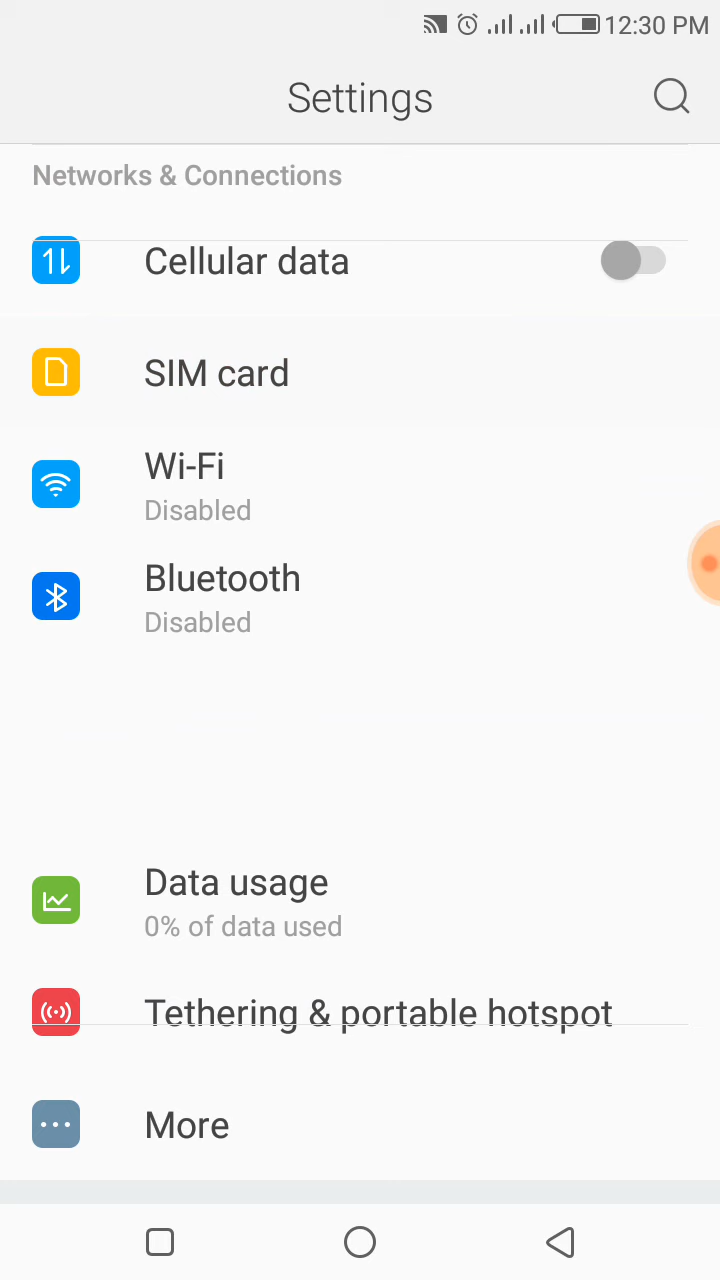 12:30 PM
Settings
Networks & Connections
Cellular data
SIM card
Wi-Fi
Disabled
Bluetooth
Disabled
Data usage
0% of data used
Tethering & portable hotspot
More